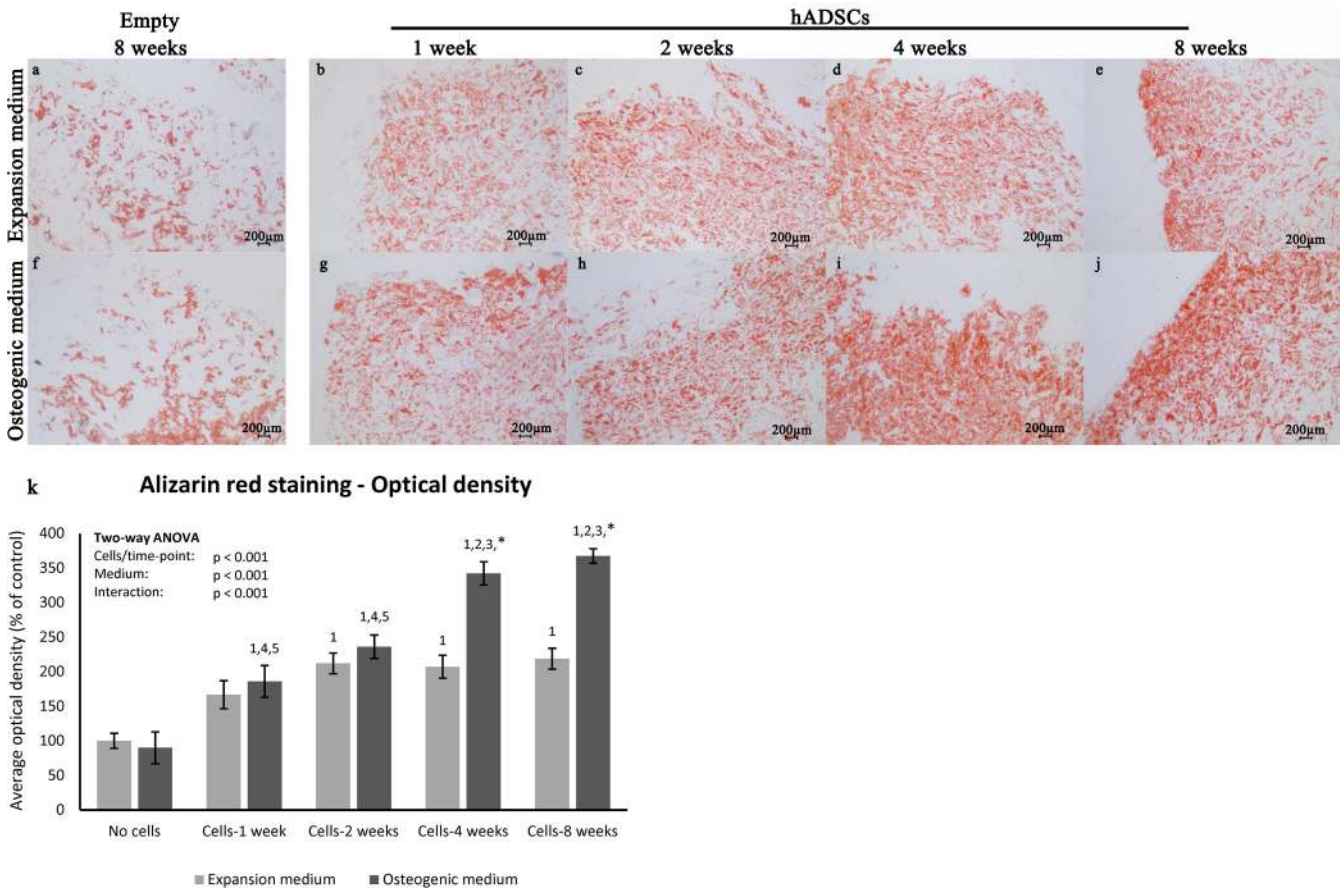 Empty
8 weeks
hADSCs
1 week 2 weeks 4 weeks 8 weeks
Expansion medium
a 200μm
b 200μm
c 200μm
d 200μm
e 200μm
Osteogenic medium
f 200μm
g 200μm
h 200μm
i 200μm
j 200μm
k Alizarin red staining - Optical density
Average optical density (% of control)
400
350
300
250
200
150
100
50
0
Two-way ANOVA
Cells/time-point: p < 0.001
Medium: p < 0.001
Interaction: p < 0.001
1,4,5
1
1,4,5
1
1,2,3,*
1
1,2,3,*
No cells Cells-1 week Cells-2 weeks Cells-4 weeks Cells-8 weeks
Expansion medium Osteogenic medium